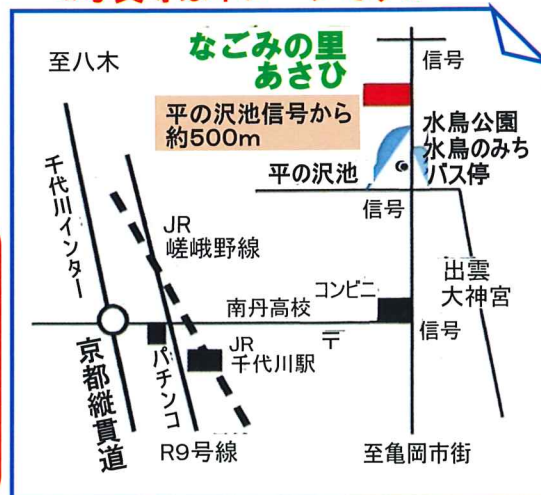 至八木
なごみの里
あさひ
信号
平の沢池信号から
約500m
水鳥公園
水鳥のみち
バス停
平の沢池
信号
千代川インター
JR
嵯峨野線
出雲
大神宮
コンビニ
南丹高校
信号
〒
JR
千代川駅
パチンコ
京都縦貫道
R9号線
至亀岡市街